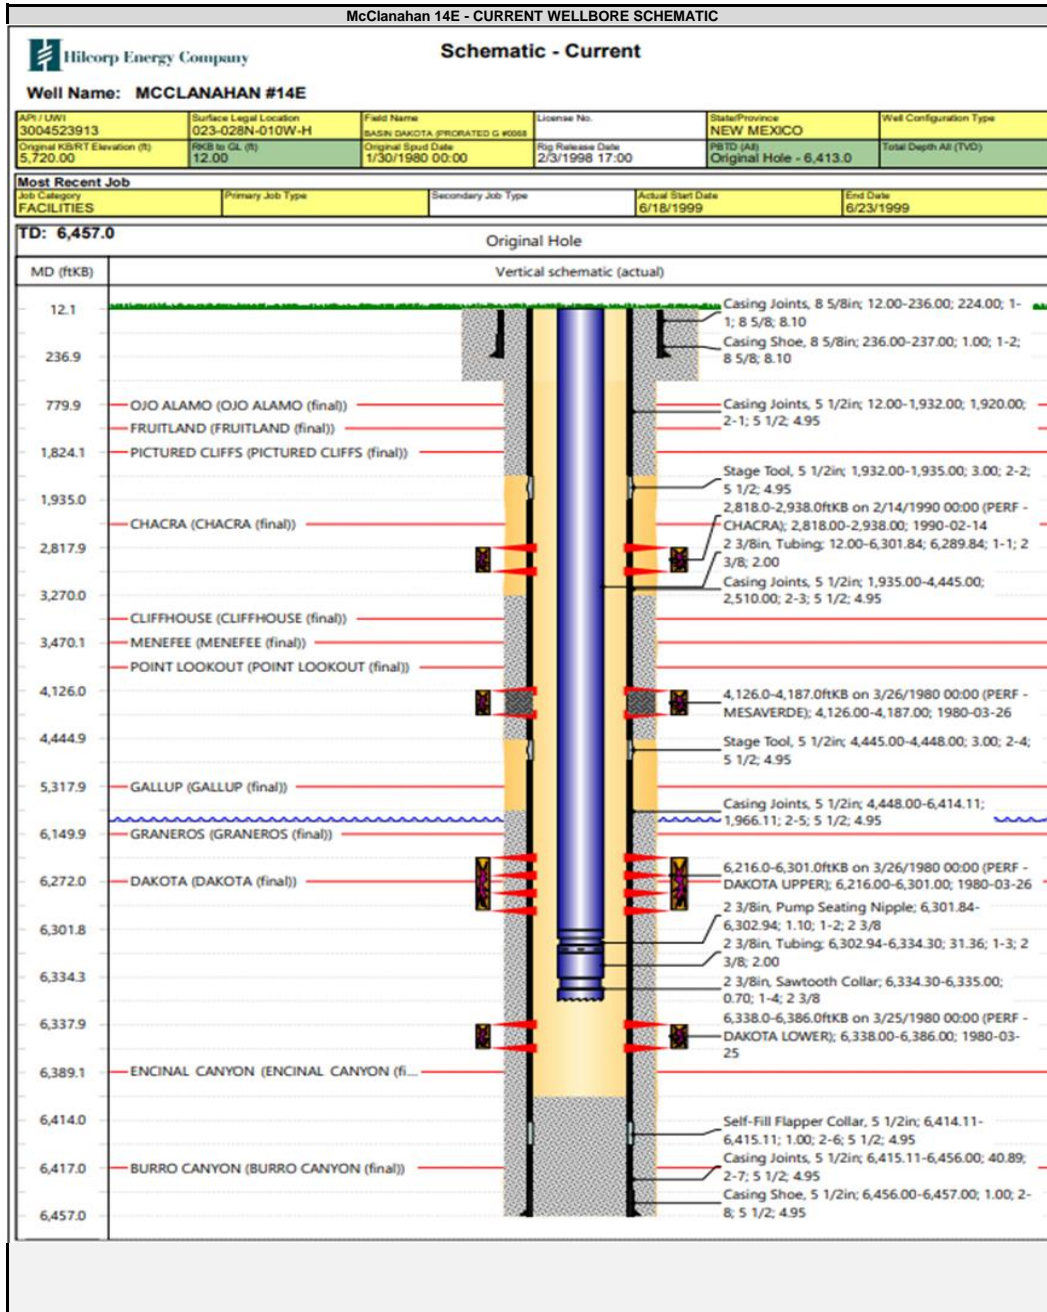 McClanahan 14E - CURRENT WELLBORE SCHEMATIC
Hilcorp Energy Company
Schematic - Current
Well Name: MCCLANAHAN #14E
API / UWI
3004523913
Surface Legal Location
023-028N-010W-H
Field Name
BASIN DAKOTA (PRORATED G #0068
License No.
State/Province
NEW MEXICO
Well Configuration Type
Original KB/RT Elevation (ft)
5,720.00
RKB to GL (ft)
12.00
Original Spud Date
1/30/1980 00:00
Rig Release Date
2/3/1998 17:00
PBTD (All)
Original Hole - 6,413.0
Total Depth All (TVD)
Most Recent Job
Job Category
FACILITIES
Primary Job Type
Secondary Job Type
Actual Start Date
6/18/1999
End Date
6/23/1999
TD: 6,457.0
Original Hole
MD (ftKB)
Vertical schematic (actual)
12.1
236.9
779.9
1,824.1
1,935.0
2,817.9
3,270.0
3,470.1
4,126.0
4,444.9
5,317.9
6,149.9
6,272.0
6,301.8
6,334.3
6,337.9
6,389.1
6,414.0
6,417.0
6,457.0
OJO ALAMO (OJO ALAMO (final))
FRUITLAND (FRUITLAND (final))
PICTURED CLIFFS (PICTURED CLIFFS (final))
CHACRA (CHACRA (final))
CLIFFHOUSE (CLIFFHOUSE (final))
MENEFEE (MENEFEE (final))
POINT LOOKOUT (POINT LOOKOUT (final))
GALLUP (GALLUP (final))
GRANEROS (GRANEROS (final))
DAKOTA (DAKOTA (final))
ENCINAL CANYON (ENCINAL CANYON (fi...
BURRO CANYON (BURRO CANYON (final))
Casing Joints, 8 5/8in; 12.00-236.00; 224.00; 1-
1; 8 5/8; 8.10
Casing Shoe, 8 5/8in; 236.00-237.00; 1.00; 1-2;
8 5/8; 8.10
Casing Joints, 5 1/2in; 12.00-1,932.00; 1,920.00;
2-1; 5 1/2; 4.95
Stage Tool, 5 1/2in; 1,932.00-1,935.00; 3.00; 2-2;
5 1/2; 4.95
2,818.0-2,938.0ftKB on 2/14/1990 00:00 (PERF -
CHACRA); 2,818.00-2,938.00; 1990-02-14
2 3/8in, Tubing; 12.00-6,301.84; 6,289.84; 1-1; 2
3/8; 2.00
Casing Joints, 5 1/2in; 1,935.00-4,445.00;
2,510.00; 2-3; 5 1/2; 4.95
4,126.0-4,187.0ftKB on 3/26/1980 00:00 (PERF -
MESAVERDE); 4,126.00-4,187.00; 1980-03-26
Stage Tool, 5 1/2in; 4,445.00-4,448.00; 3.00; 2-4;
5 1/2; 4.95
Casing Joints, 5 1/2in; 4,448.00-6,414.11;
1,966.11; 2-5; 5 1/2; 4.95
6,216.0-6,301.0ftKB on 3/26/1980 00:00 (PERF -
DAKOTA UPPER); 6,216.00-6,301.00; 1980-03-26
2 3/8in, Pump Seating Nipple; 6,301.84-
6,302.94; 1.10; 1-2; 2 3/8
2 3/8in, Tubing; 6,302.94-6,334.30; 31.36; 1-3; 2
3/8; 2.00
2 3/8in, Sawtooth Collar; 6,334.30-6,335.00;
0.70; 1-4; 2 3/8
6,338.0-6,386.0ftKB on 3/25/1980 00:00 (PERF -
DAKOTA LOWER); 6,338.00-6,386.00; 1980-03-
25
Self-Fill Flapper Collar, 5 1/2in; 6,414.11-
6,415.11; 1.00; 2-6; 5 1/2; 4.95
Casing Joints, 5 1/2in; 6,415.11-6,456.00; 40.89;
2-7; 5 1/2; 4.95
Casing Shoe, 5 1/2in; 6,456.00-6,457.00; 1.00; 2-
8; 5 1/2; 4.95